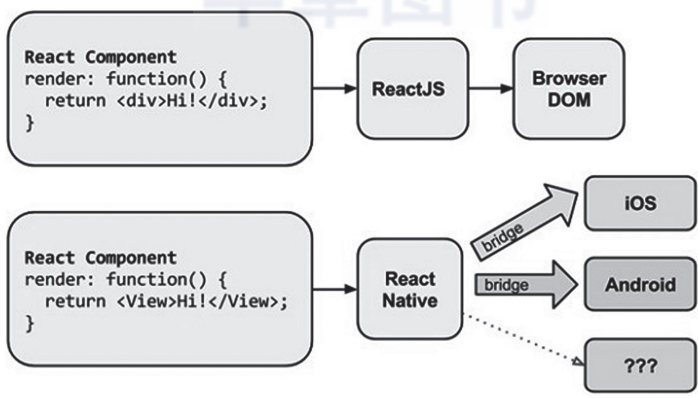 React Component
render: function() {
return <div>Hi!</div>;
}
ReactJS
Browser
DOM
React Component
render: function() {
return <View>Hi!</View>;
}
React
Native
bridge
iOS
bridge
Android
???